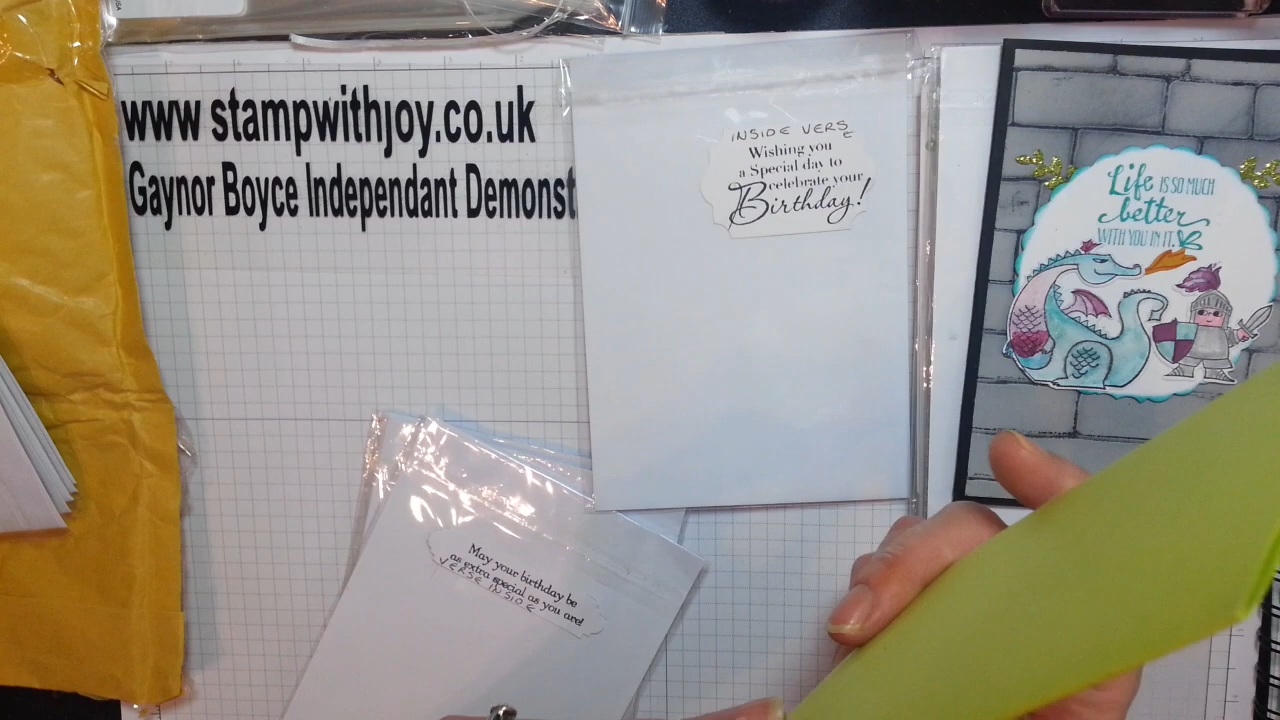 www stampwithjoy.co.uk
Gaynor Boyce Independant Demonst
INSIDE VERSE
Wishing you
a Special day to
celebrate your
Birthday!
Life IS SO MUCH
better
WITH YOU IN IT.
May your birthday be
as extra special as you are!
VERSE INSIDE